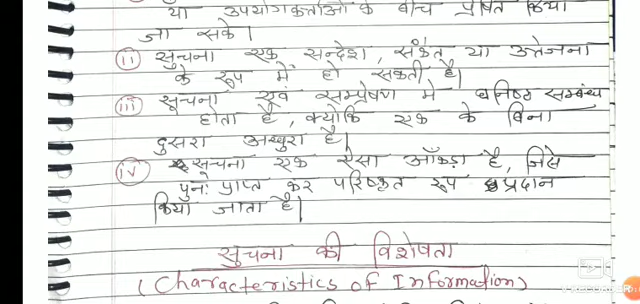 या उपयोगकर्त्ताओं के बीच प्रेषित किया
जा सके।
(ii) सुचना एक सन्देश, संकेत या उत्तेजना
के रूप में हो सकती है।
(iii) सूचना एवं सम्प्रेषण मे घनिष्ठ सम्बंध
होता है, क्योकि एक के बिना
दुसरा अधुरा है।
(iv) सूचना एक ऐसा आँकड़ा है, जिसे
पुनः प्राप्त कर परिष्कृत रूप प्रदान
किया जाता है।
सुचना की विशेषता
(Characteristics of Information)